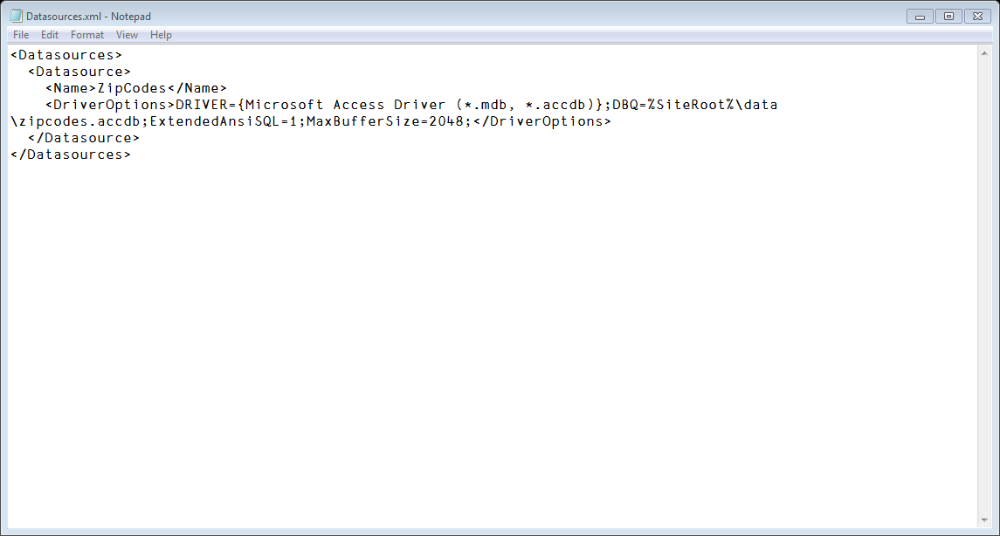 Datasources.xml - Notepad
File Edit Format View Help
<Datasources>
  <Datasource>
    <Name>ZipCodes</Name>
    <DriverOptions>DRIVER={Microsoft Access Driver (*.mdb, *.accdb)};DBQ=%SiteRoot%\data
\zipcodes.accdb;ExtendedAnsiSQL=1;MaxBufferSize=2048;</DriverOptions>
  </Datasource>
</Datasources>